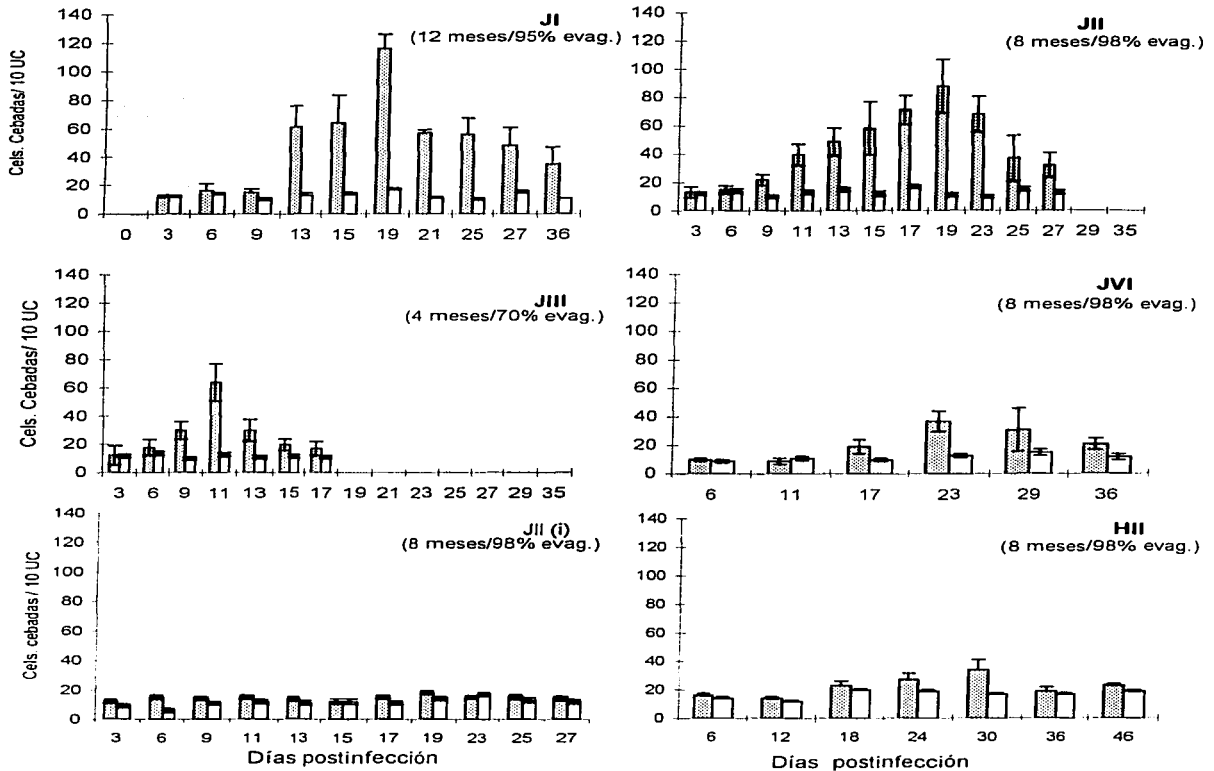 JI
(12 meses/95% evag.)
Cels. Cebadas/ 10 UC
140
120
100
80
60
40
20
0
0 3 6 9 13 15 19 21 25 27 36
JII
(8 meses/98% evag.)
140
120
100
80
60
40
20
0
3 6 9 11 13 15 17 19 23 25 27 29 35
JIII
(4 meses/70% evag.)
Cels. Cebadas/ 10 UC
140
120
100
80
60
40
20
0
3 6 9 11 13 15 17 19 21 23 25 27 29 35
JVI
(8 meses/98% evag.)
140
120
100
80
60
40
20
0
6 11 17 23 29 36
JII (i)
(8 meses/98% evag.)
Cels. cebadas / 10 UC
140
120
100
80
60
40
20
0
3 6 9 11 13 15 17 19 23 25 27
Días postinfección
HII
(8 meses/98% evag.)
140
120
100
80
60
40
20
0
6 12 18 24 30 36 46
Días postinfección